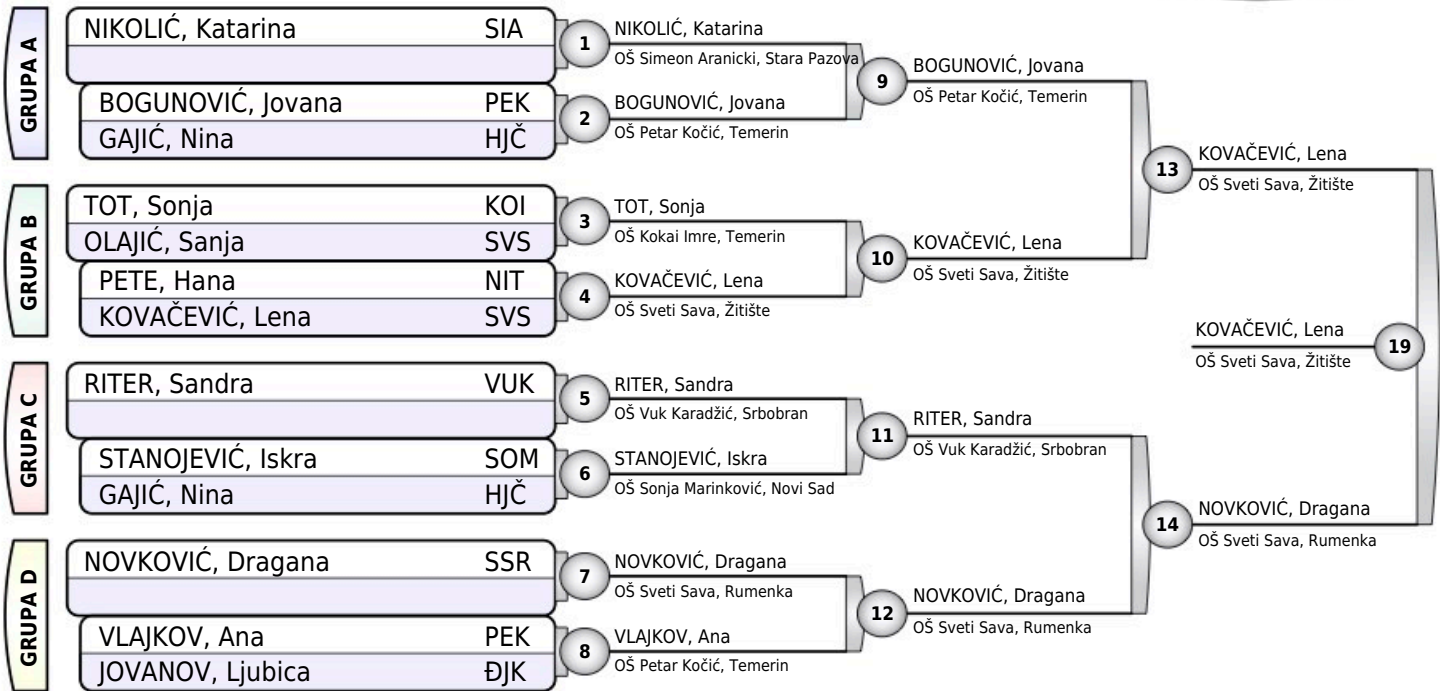 GRUPA A
NIKOLIĆ, Katarina SIA
BOGUNOVIĆ, Jovana PEK
GAJIĆ, Nina HJČ
GRUPA B
TOT, Sonja KOI
OLAJIĆ, Sanja SVS
PETE, Hana NIT
KOVAČEVIĆ, Lena SVS
GRUPA C
RITER, Sandra VUK
STANOJEVIĆ, Iskra SOM
GAJIĆ, Nina HJČ
GRUPA D
NOVKOVIĆ, Dragana SSR
VLAJKOV, Ana PEK
JOVANOV, Ljubica ĐJK
1
NIKOLIĆ, Katarina
OŠ Simeon Aranicki, Stara Pazova
2
BOGUNOVIĆ, Jovana
OŠ Petar Kočić, Temerin
3
TOT, Sonja
OŠ Kokai Imre, Temerin
4
KOVAČEVIĆ, Lena
OŠ Sveti Sava, Žitište
5
RITER, Sandra
OŠ Vuk Karadžić, Srbobran
6
STANOJEVIĆ, Iskra
OŠ Sonja Marinković, Novi Sad
7
NOVKOVIĆ, Dragana
OŠ Sveti Sava, Rumenka
8
VLAJKOV, Ana
OŠ Petar Kočić, Temerin
9
BOGUNOVIĆ, Jovana
OŠ Petar Kočić, Temerin
10
KOVAČEVIĆ, Lena
OŠ Sveti Sava, Žitište
11
RITER, Sandra
OŠ Vuk Karadžić, Srbobran
12
NOVKOVIĆ, Dragana
OŠ Sveti Sava, Rumenka
13
KOVAČEVIĆ, Lena
OŠ Sveti Sava, Žitište
14
NOVKOVIĆ, Dragana
OŠ Sveti Sava, Rumenka
KOVAČEVIĆ, Lena
OŠ Sveti Sava, Žitište
19